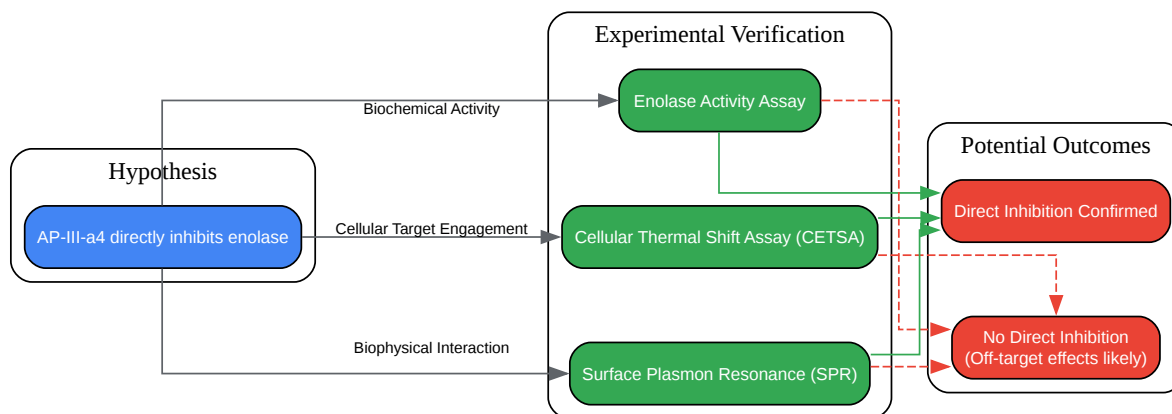 Experimental Verification
Enolase Activity Assay
Biochemical Activity
Hypothesis
Potential Outcomes
AP-III-a4 directly inhibits enolase
Cellular Target Engagement
Cellular Thermal Shift Assay (CETSA)
Direct Inhibition Confirmed
Biophysical Interaction
Surface Plasmon Resonance (SPR)
No Direct Inhibition
(Off-target effects likely)